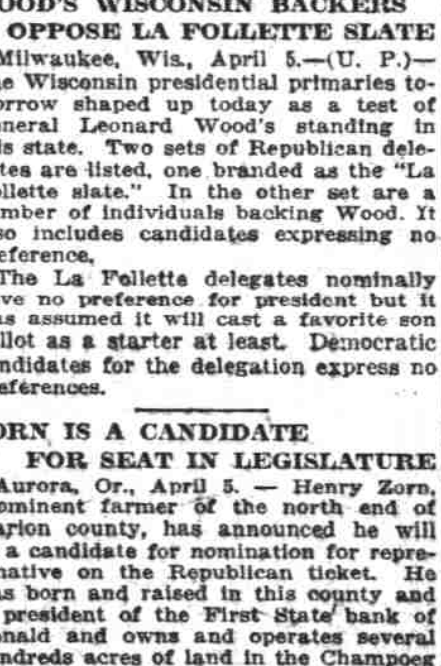 OOD'S WISCONSIN BACKERS
OPPOSE LA FOLLETTE SLATE
Milwaukee, Wis., April 5.—(U. P.)—
e Wisconsin presidential primaries to-
orrow shaped up today as a test of
neral Leonard Wood's standing in
is state. Two sets of Republican dele-
tes are listed, one branded as the "La
llette slate." In the other set are a
mber of individuals backing Wood. It
so includes candidates expressing no
eference.
The La Follette delegates nominally
ve no preference for president but it
as assumed it will cast a favorite son
llot as a starter at least. Democratic
ndidates for the delegation express no
eferences.
ORN IS A CANDIDATE
FOR SEAT IN LEGISLATURE
Aurora, Or., April 5. — Henry Zorn,
ominent farmer of the north end of
arion county, has announced he will
a candidate for nomination for repre-
ntative on the Republican ticket. He
as born and raised in this county and
president of the First State bank of
onald and owns and operates several
undreds acres of land in the Champoeg